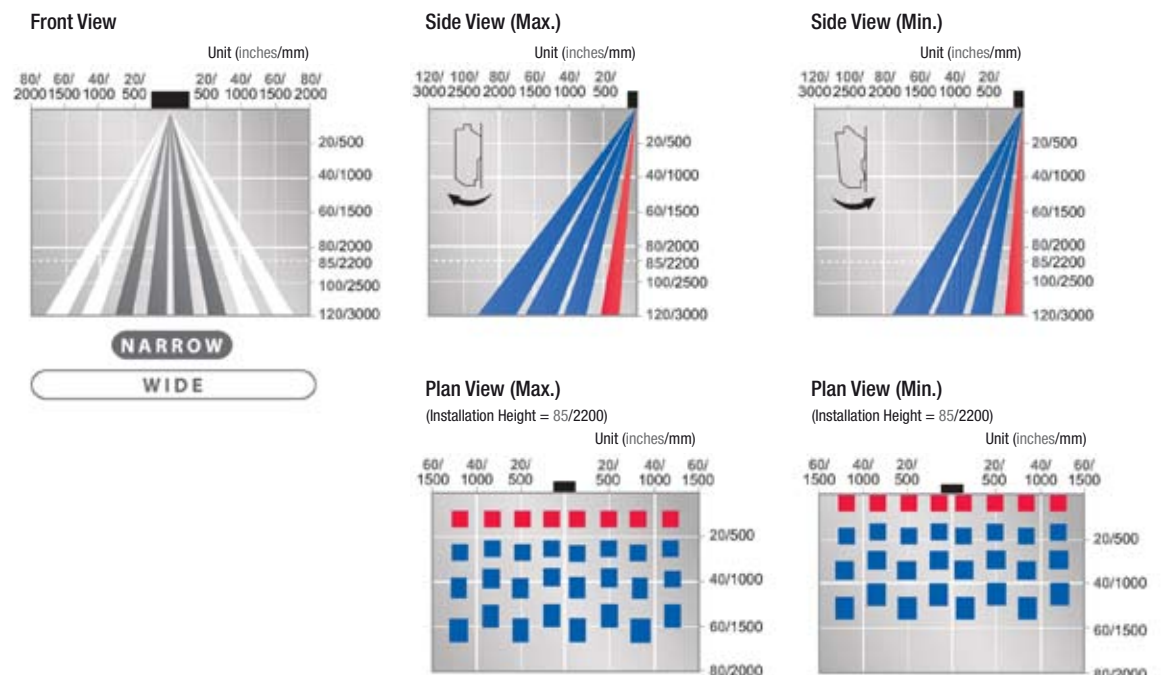 Front View
Unit (inches/mm)
80/ 60/ 40/ 20/ 20/ 40/ 60/ 80/
2000 1500 1000 500 500 1000 1500 2000
20/500
40/1000
60/1500
80/2000
85/2200
100/2500
120/3000
NARROW
WIDE
Side View (Max.)
Unit (inches/mm)
120/ 100/ 80/ 60/ 40/ 20/
3000 2500 2000 1500 1000 500
20/500
40/1000
60/1500
80/2000
85/2200
100/2500
120/3000
Side View (Min.)
Unit (inches/mm)
120/ 100/ 80/ 60/ 40/ 20/
3000 2500 2000 1500 1000 500
20/500
40/1000
60/1500
80/2000
85/2200
100/2500
120/3000
Plan View (Max.)
(Installation Height = 85/2200)
Unit (inches/mm)
60/ 40/ 20/ 20/ 40/ 60/
1500 1000 500 500 1000 1500
20/500
40/1000
60/1500
80/2000
Plan View (Min.)
(Installation Height = 85/2200)
Unit (inches/mm)
60/ 40/ 20/ 20/ 40/ 60/
1500 1000 500 500 1000 1500
20/500
40/1000
60/1500
80/2000